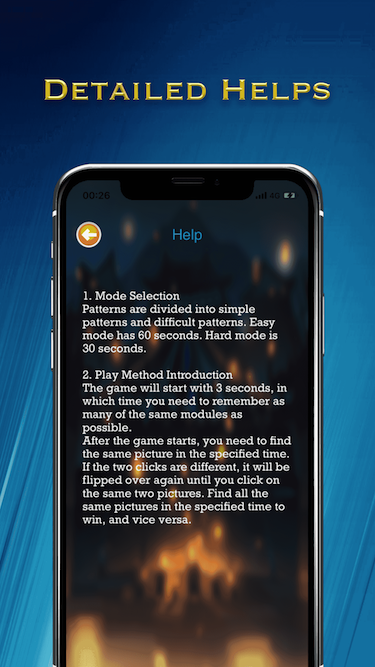 DETAILED HELPS
00:26 4G
Help
1. Mode Selection
Patterns are divided into simple
patterns and difficult patterns. Easy
mode has 60 seconds. Hard mode is
30 seconds.
2. Play Method Introduction
The game will start with 3 seconds, in
which time you need to remember as
many of the same modules as
possible.
After the game starts, you need to find
the same picture in the specified time.
If the two clicks are different, it will be
flipped over again until you click on
the same two pictures. Find all the
same pictures in the specified time to
win, and vice versa.